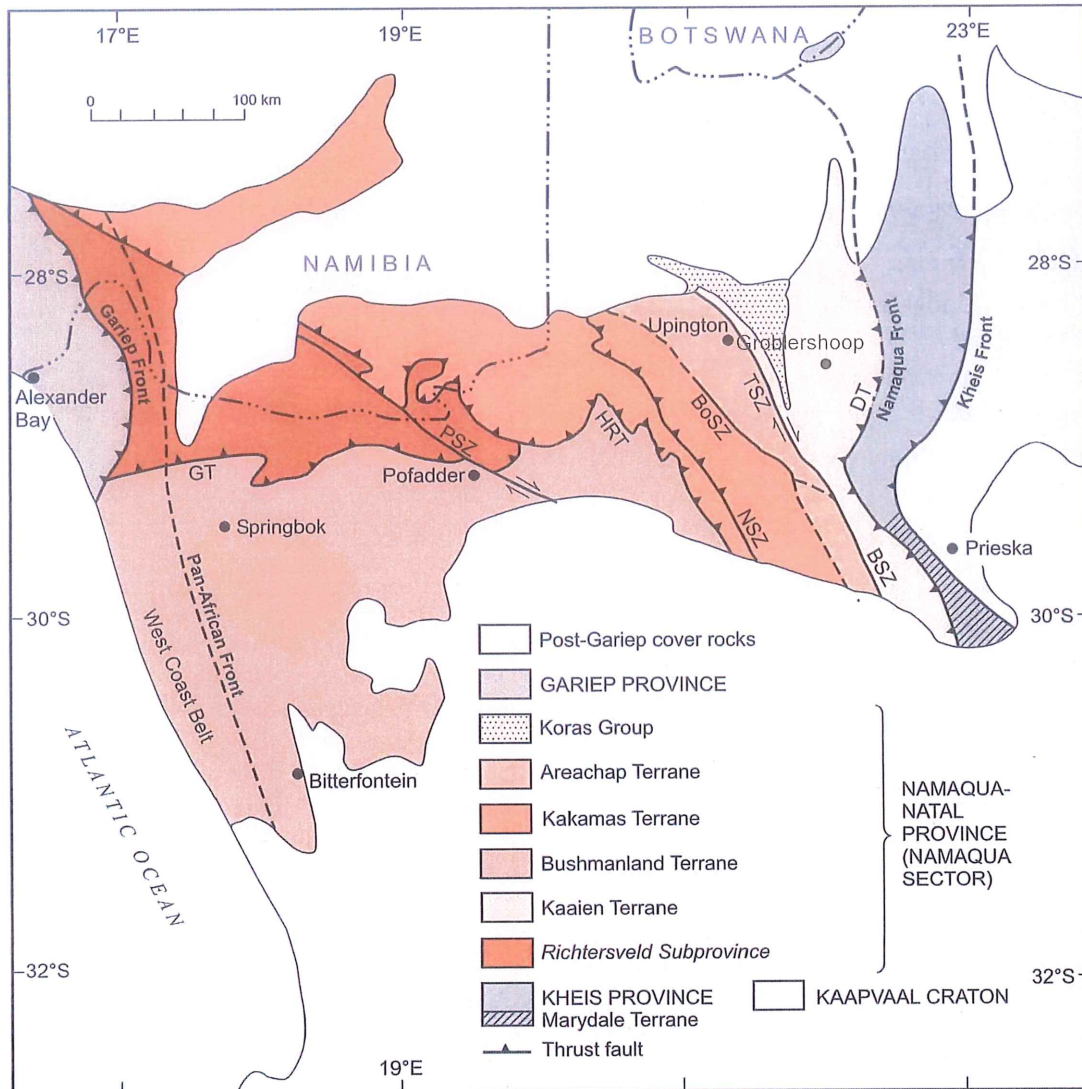 17°E
19°E
BOTSWANA
23°E
0
100 km
28°S
NAMIBIA
28°S
Gariep Front
Upington
Groblershoop
Namaqua Front
Kheis Front
Alexander Bay
TSZ
DT
BoSZ
HRT
PSZ
GT
Pofadder
Springbok
NSZ
BSZ
Prieska
Pan-African Front
West Coast Belt
30°S
30°S
Bitterfontein
ATLANTIC OCEAN
Post-Gariep cover rocks
GARIEP PROVINCE
Koras Group
Areachap Terrane
Kakamas Terrane
Bushmanland Terrane
Kaaien Terrane
Richtersveld Subprovince
NAMAQUA-
NATAL
PROVINCE
(NAMAQUA
SECTOR)
32°S
32°S
KHEIS PROVINCE
KAAPVAAL CRATON
Marydale Terrane
Thrust fault
19°E